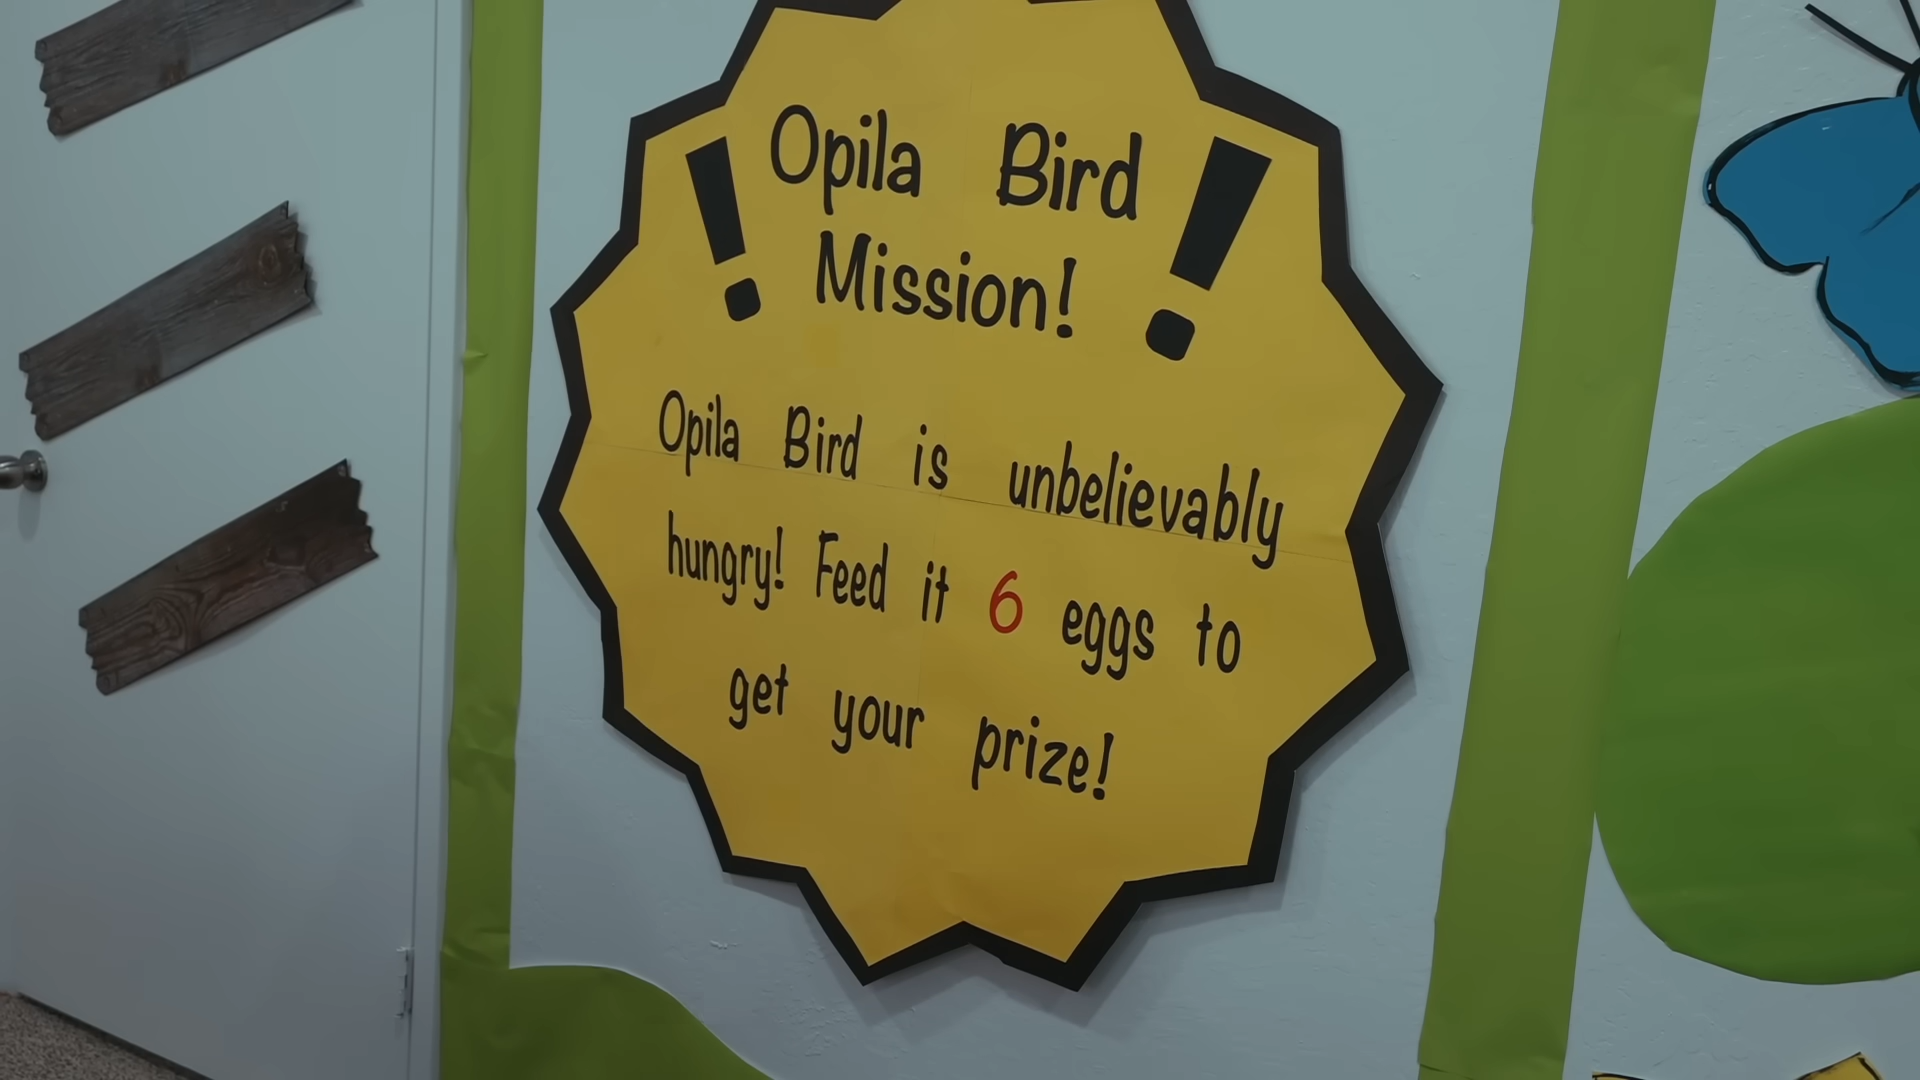 Opila Bird
Mission!
Opila Bird is unbelievably
hungry! Feed it 6 eggs to
get your prize!